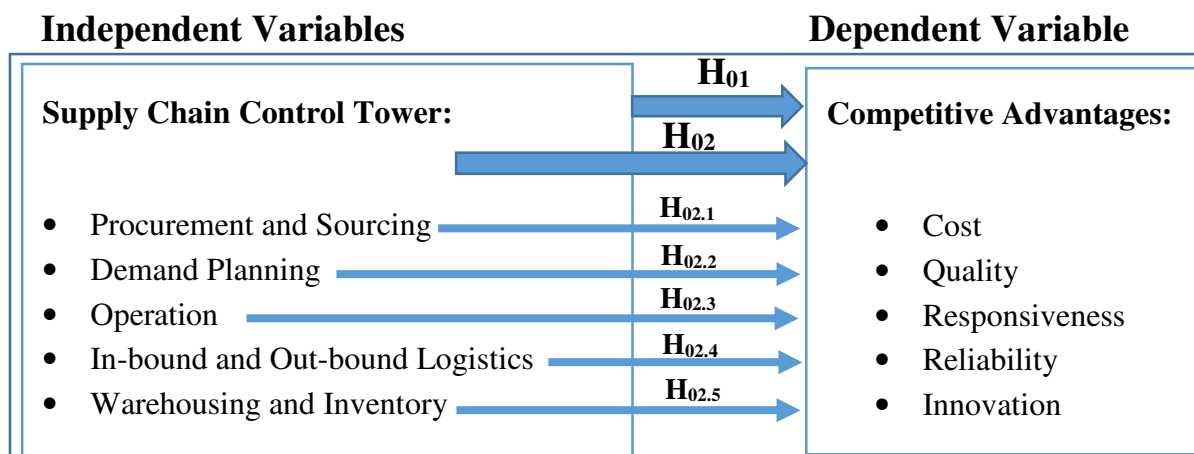 Independent Variables Dependent Variable
H01
Supply Chain Control Tower: Competitive Advantages:
H02
• Procurement and Sourcing H02.1 • Cost
• Demand Planning H02.2 • Quality
• Operation H02.3 • Responsiveness
• In-bound and Out-bound Logistics H02.4 • Reliability
• Warehousing and Inventory H02.5 • Innovation